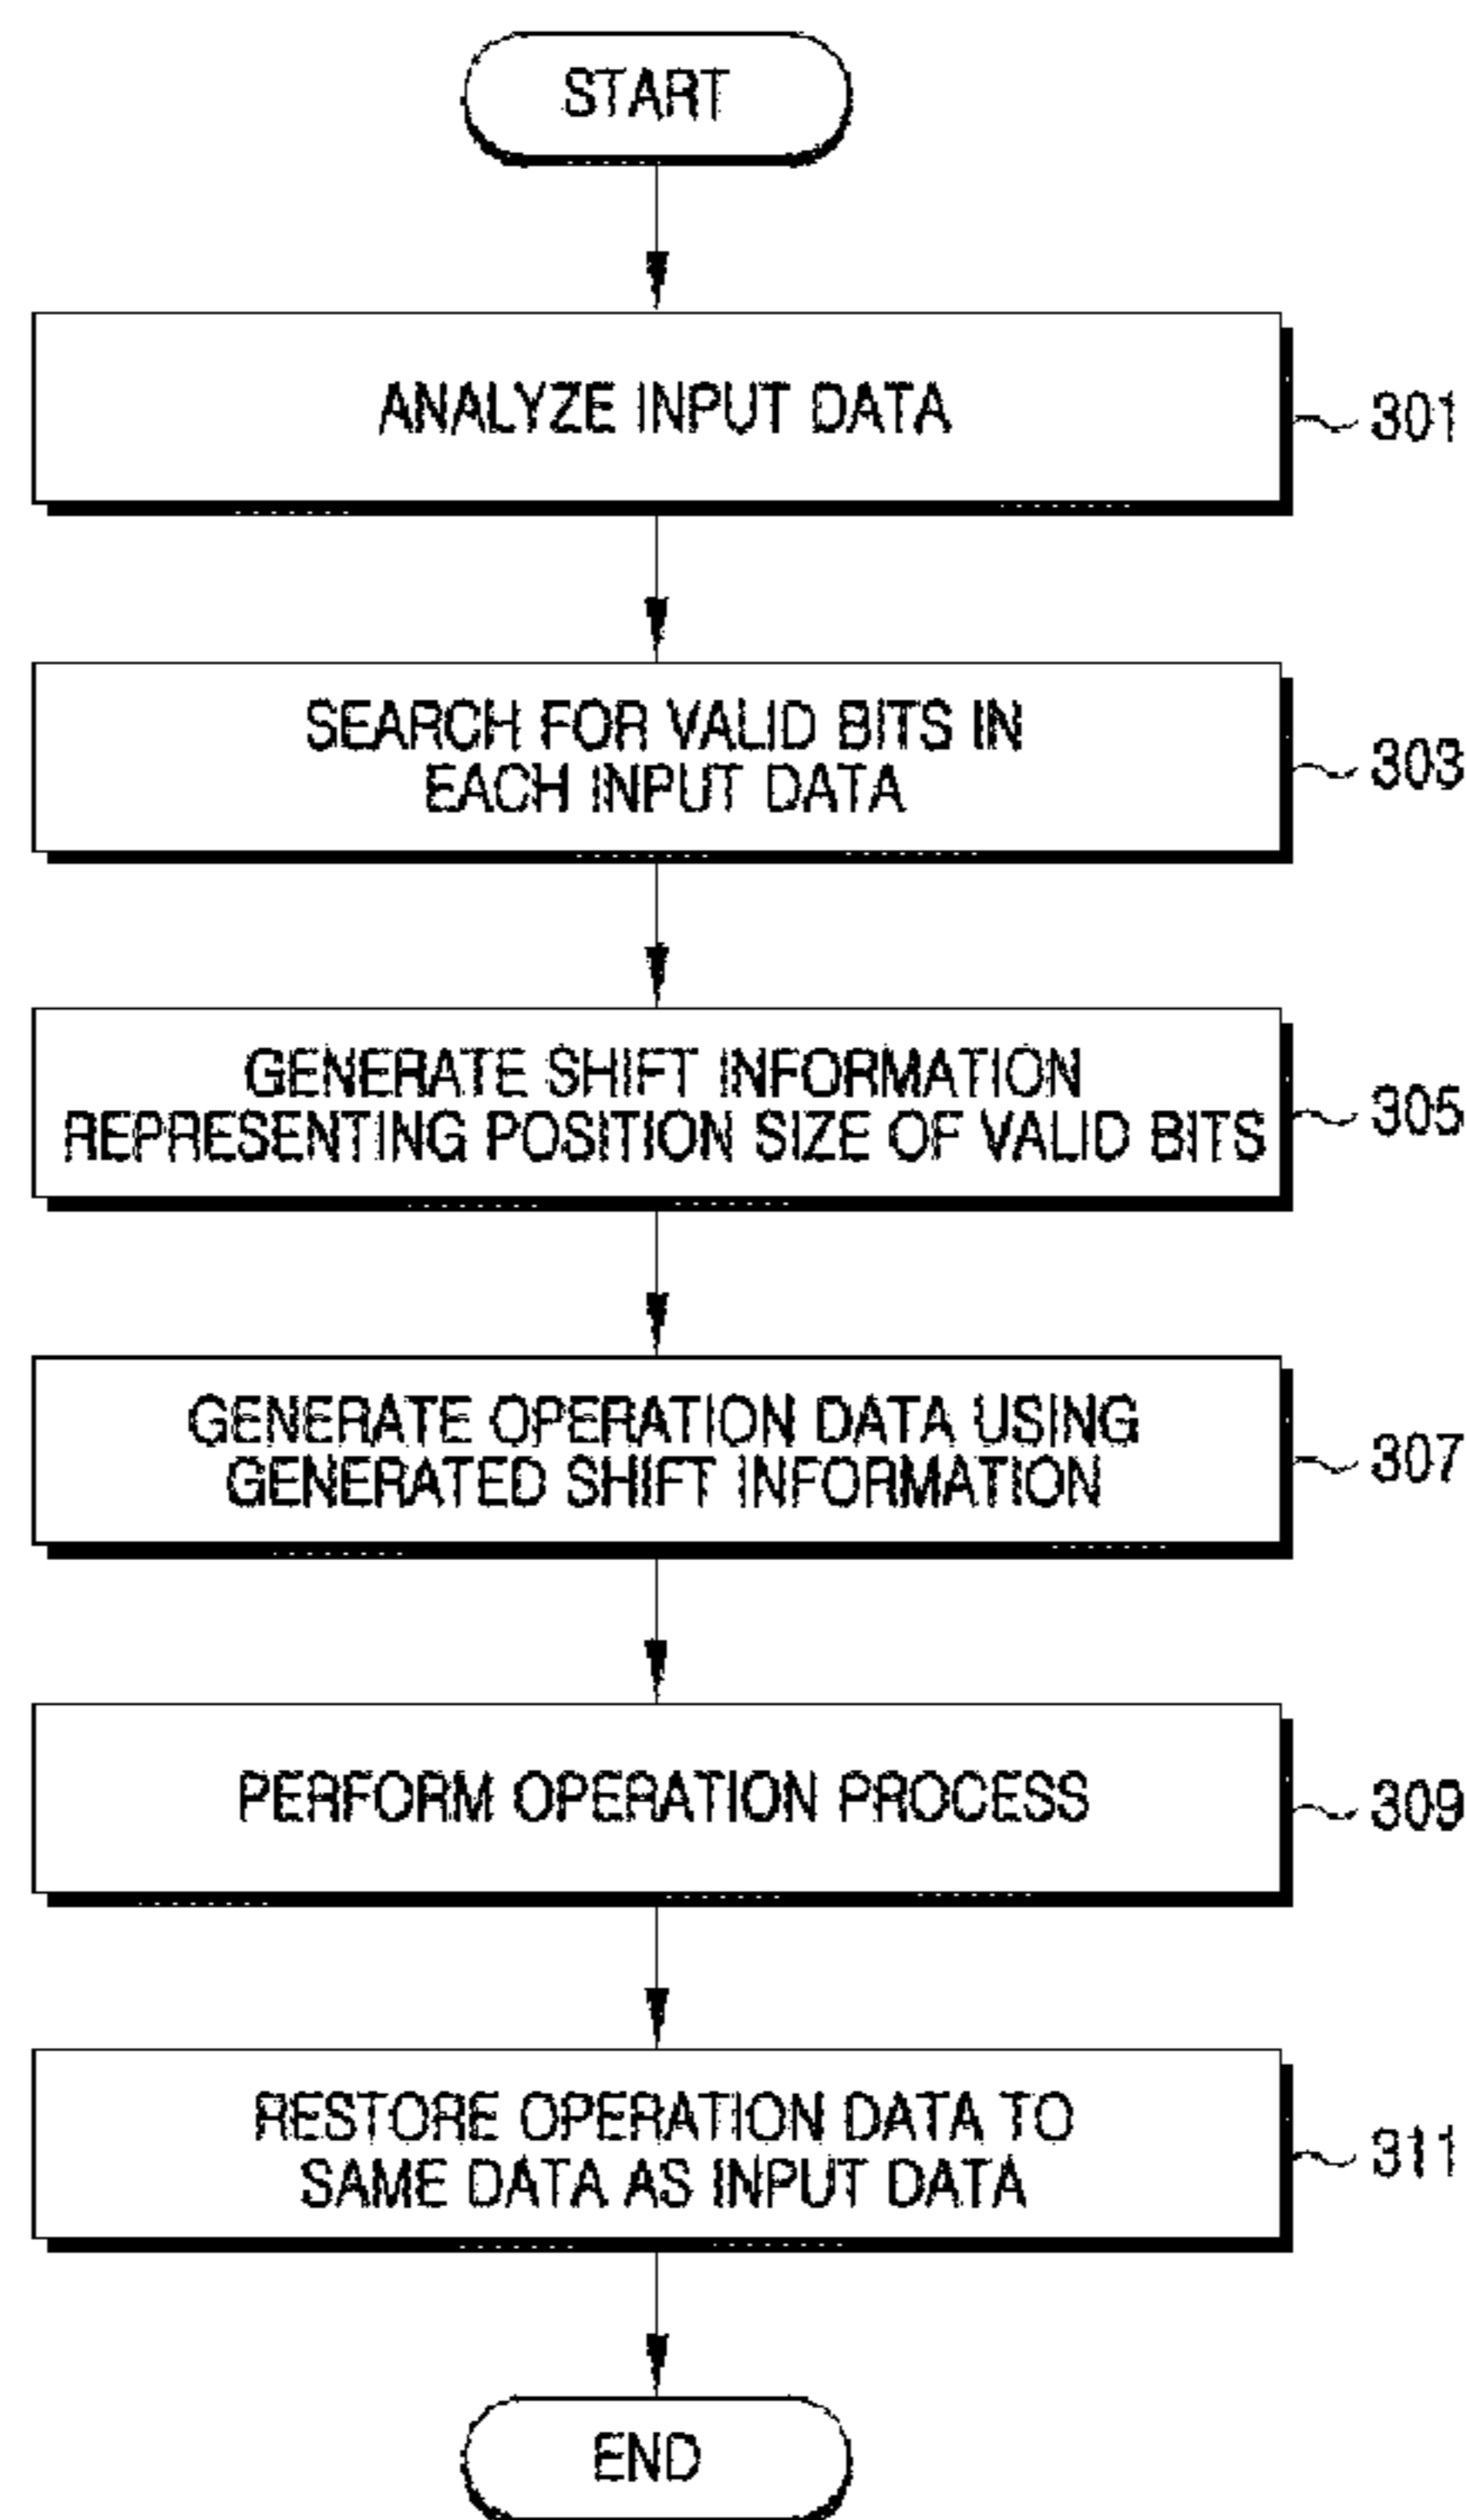 START
ANALYZE INPUT DATA
301
SEARCH FOR VALID BITS IN
EACH INPUT DATA
303
GENERATE SHIFT INFORMATION
REPRESENTING POSITION SIZE OF VALID BITS
305
GENERATE OPERATION DATA USING
GENERATED SHIFT INFORMATION
307
PERFORM OPERATION PROCESS
309
RESTORE OPERATION DATA TO
SAME DATA AS INPUT DATA
311
END